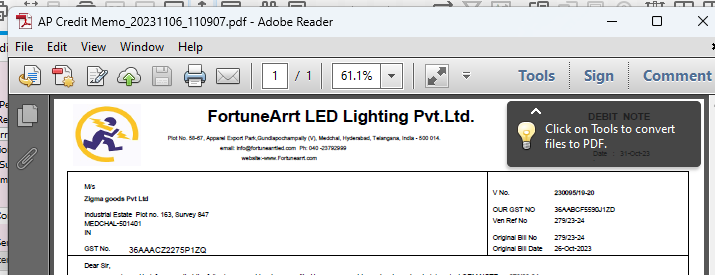 AP Credit Memo_20231106_110907.pdf - Adobe Reader
File Edit View Window Help
1 / 1 61.1% Tools Sign Comment
FortuneArrt LED Lighting Pvt.Ltd.
Plot No. 58-67, Apparel Export Park,Gundlapochampally (V), Medchal, Hyderabad, Telangana, India - 500 014.
email: info@fortuneartled.com Ph: 040 -23792999
website:-www.Fortuneartt.com
DEBIT NOTE
Click on Tools to convert
files to PDF.
Date : 31-Oct-23
M/s
Zigma goods Pvt Ltd
Industrial Estate Plot no. 163, Survey 847
MEDCHAL-501401
IN
GST No. 36AAACZ2275P1ZQ
V No. 230095/19-20
OUR GST NO 36AABCF5590J1ZD
Ven Ref No 279/23-24
Original Bill No 279/23-24
Original Bill Date 26-Oct-2023
Dear Sir,